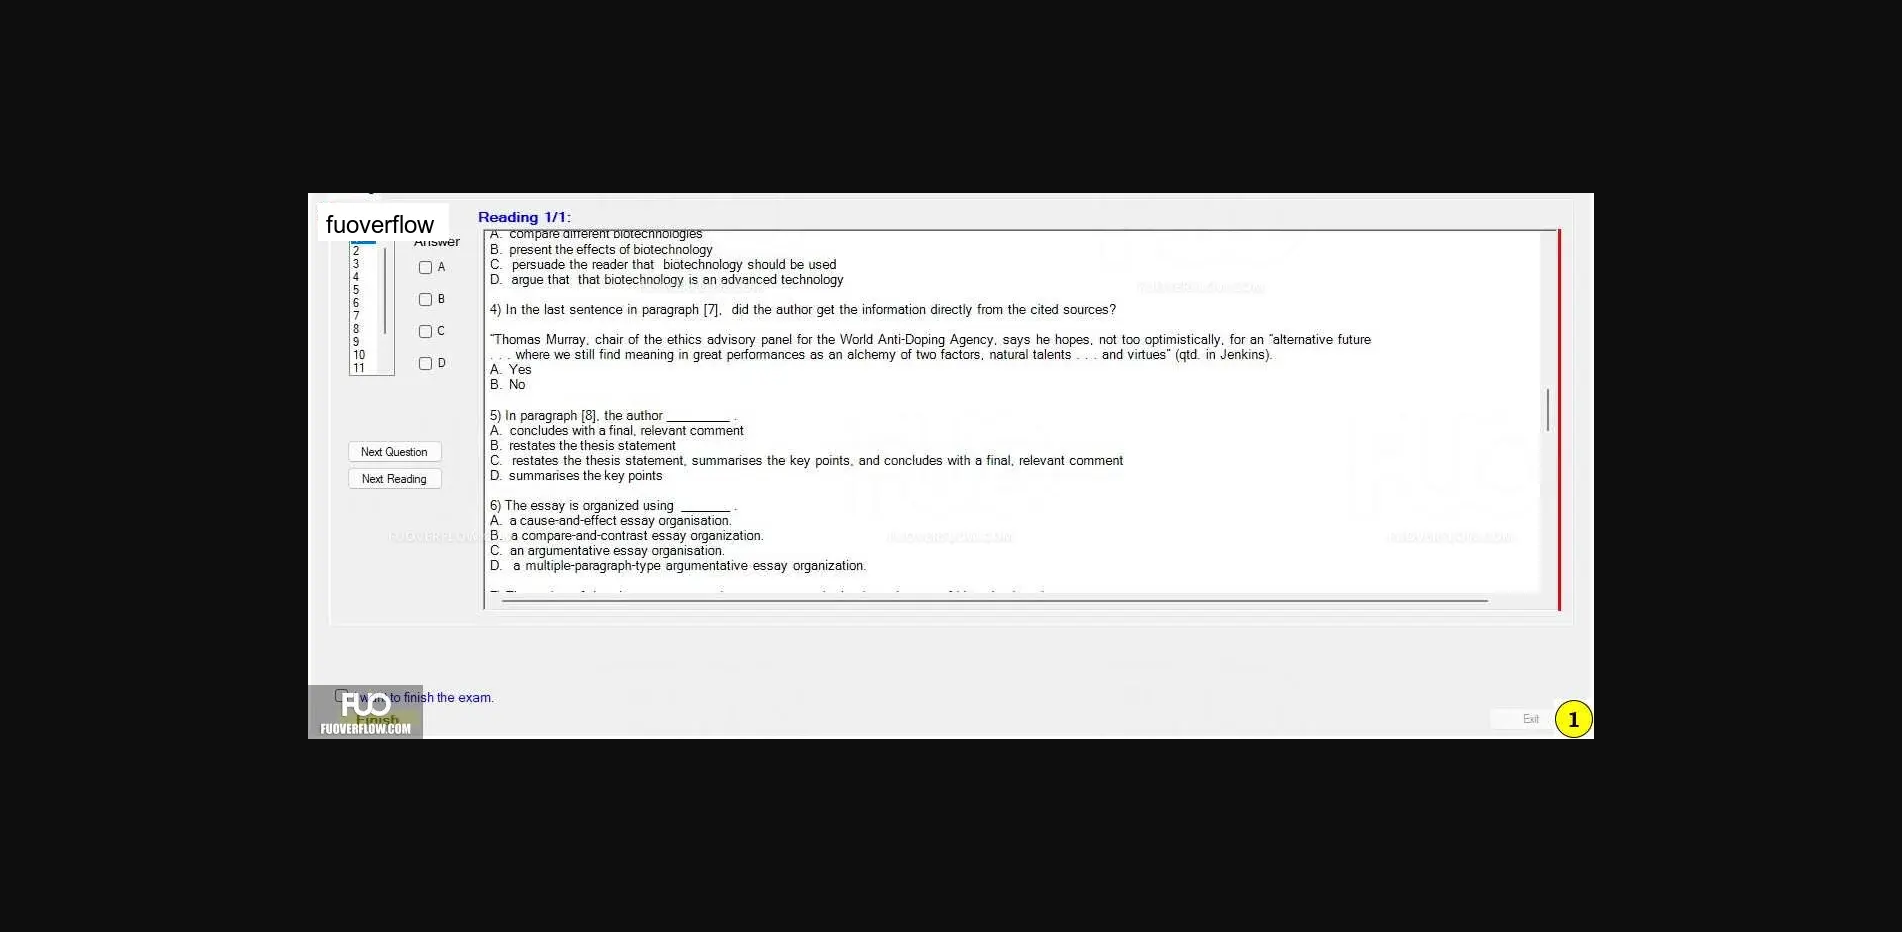 fuoverflow
Reading 1/1:
Answer
2
3
4
5
6
7
8
9
10
11
A
B
C
D
Next Question
Next Reading
A. compare different biotechnologies
B. present the effects of biotechnology
C. persuade the reader that biotechnology should be used
D. argue that that biotechnology is an advanced technology
4) In the last sentence in paragraph [7], did the author get the information directly from the cited sources?
"Thomas Murray, chair of the ethics advisory panel for the World Anti-Doping Agency, says he hopes, not too optimistically, for an "alternative future
. . . where we still find meaning in great performances as an alchemy of two factors, natural talents . . . and virtues" (qtd. in Jenkins).
A. Yes
B. No
5) In paragraph [8], the author _________ .
A. concludes with a final, relevant comment
B. restates the thesis statement
C. restates the thesis statement, summarises the key points, and concludes with a final, relevant comment
D. summarises the key points
6) The essay is organized using _______ .
A. a cause-and-effect essay organisation.
B. a compare-and-contrast essay organization.
C. an argumentative essay organisation.
D. a multiple-paragraph-type argumentative essay organization.
FUOVERFLOW.COM
FUOVERFLOW.COM
FUOVERFLOW.COM
want to finish the exam.
Finish
FUO
FUOVERFLOW.COM
Exit
1